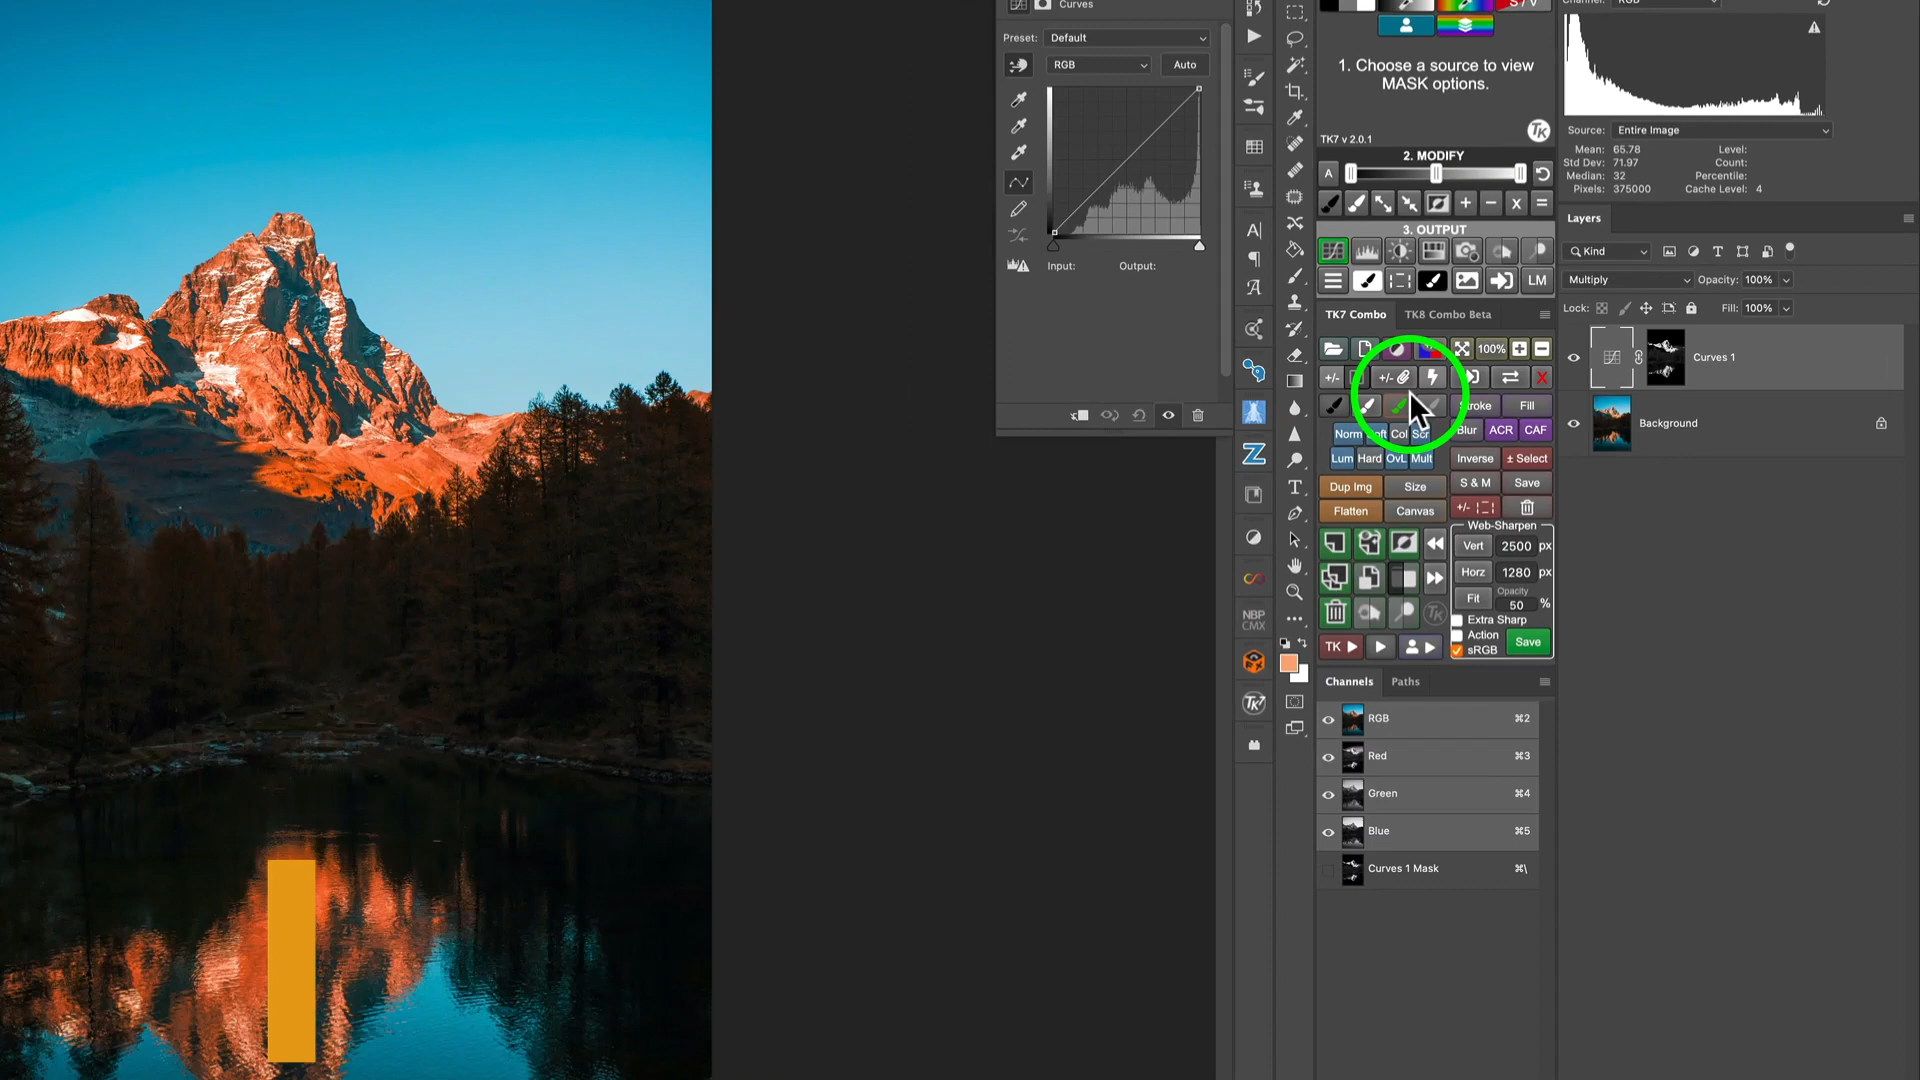 Curves
Preset: Default
RGB
Auto
Input:
Output:
S / V
1. Choose a source to view
MASK options.
TK7 v 2.0.1
TK
2. MODIFY
A
+ − x =
3. OUTPUT
LM
TK7 Combo
TK8 Combo Beta
100%
+/-
+/-
X
Stroke
Fill
Norm
Col
Scr
Blur
ACR
CAF
Lum
Hard
OvL
Mult
Inverse
± Select
Dup Img
Size
S & M
Save
Flatten
Canvas
+/-
Web-Sharpen
Vert
2500
px
Horz
1280
px
Fit
Opacity
50
%
Extra Sharp
Action
sRGB
Save
TK
TK
Channels
Paths
RGB
⌘2
Red
⌘3
Green
⌘4
Blue
⌘5
Curves 1 Mask
⌘\
NBP
CMX
TK7
Channel:
RGB
Source:
Entire Image
Mean: 65.78
Level:
Std Dev: 71.97
Count:
Median: 32
Percentile:
Pixels: 375000
Cache Level: 4
Layers
Kind
Multiply
Opacity: 100%
Lock:
Fill: 100%
Curves 1
Background